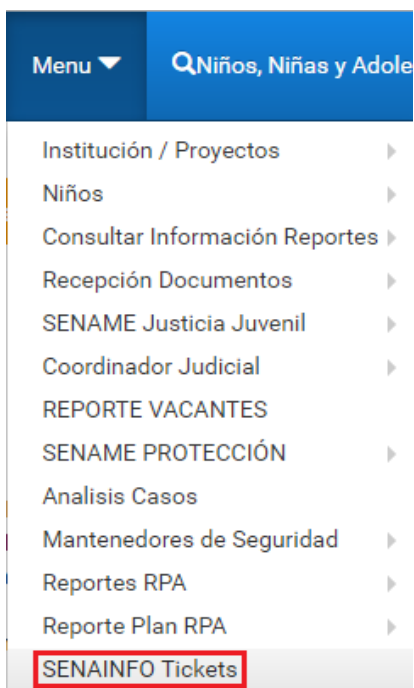 Menu
Niños, Niñas y Adole
Institución / Proyectos
Niños
Consultar Información Reportes
Recepción Documentos
SENAME Justicia Juvenil
Coordinador Judicial
REPORTE VACANTES
SENAME PROTECCIÓN
Analisis Casos
Mantenedores de Seguridad
Reportes RPA
Reporte Plan RPA
SENAINFO Tickets